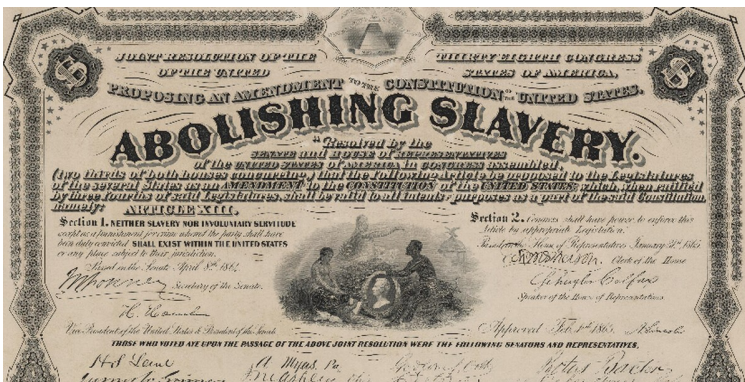 JOINT RESOLUTION OF THE THIRTY EIGHTH CONGRESS
OF THE UNITED STATES OF AMERICA,
PROPOSING AN AMENDMENT TO THE CONSTITUTION OF THE UNITED STATES.
ABOLISHING SLAVERY.
"Resolved by the
SENATE and HOUSE of REPRESENTATIVES
of the UNITED STATES of AMERICA in CONGRESS assembled,
(two thirds of both houses concurring,) that the following Article be proposed to the Legislatures
of the several States as an AMENDMENT to the CONSTITUTION of the UNITED STATES, which, when ratified
by three fourths of said Legislatures, shall be valid to all intents & purposes as a part of the said Constitution,
namely: ARTICLE XIII.
Section 1. NEITHER SLAVERY NOR INVOLUNTARY SERVITUDE
except as a punishment for crime whereof the party shall have
been duly convicted SHALL EXIST WITHIN THE UNITED STATES
or any place subject to their jurisdiction.
Passed in the Senate April 8th 1864
Secretary of the Senate.
H. Hamlin
Vice President of the United States & President of the Senate
Section 2. Congress shall have power to enforce this
Article by appropriate Legislation."
Passed in the House of Representatives January 31st 1865
Clerk of the House
Schuyler Colfax
Speaker of the House of Representatives
Approved Feb. 1st 1865. A. Lincoln
THOSE WHO VOTED AYE UPON THE PASSAGE OF THE ABOVE JOINT RESOLUTION WERE THE FOLLOWING SENATORS AND REPRESENTATIVES,